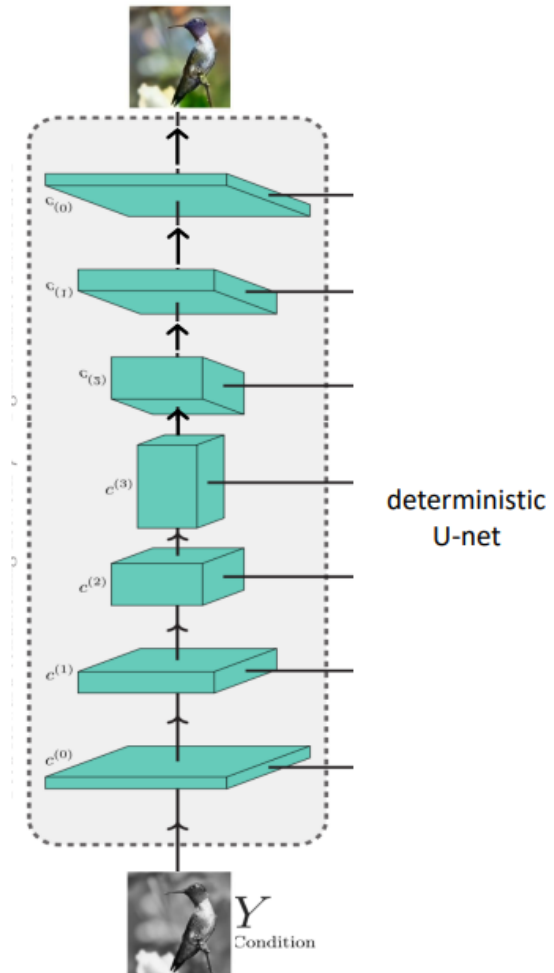 c₍₀₎
c₍₁₎
c₍₃₎
c⁽³⁾
deterministic
U-net
c⁽²⁾
c⁽¹⁾
c⁽⁰⁾
Y
Condition